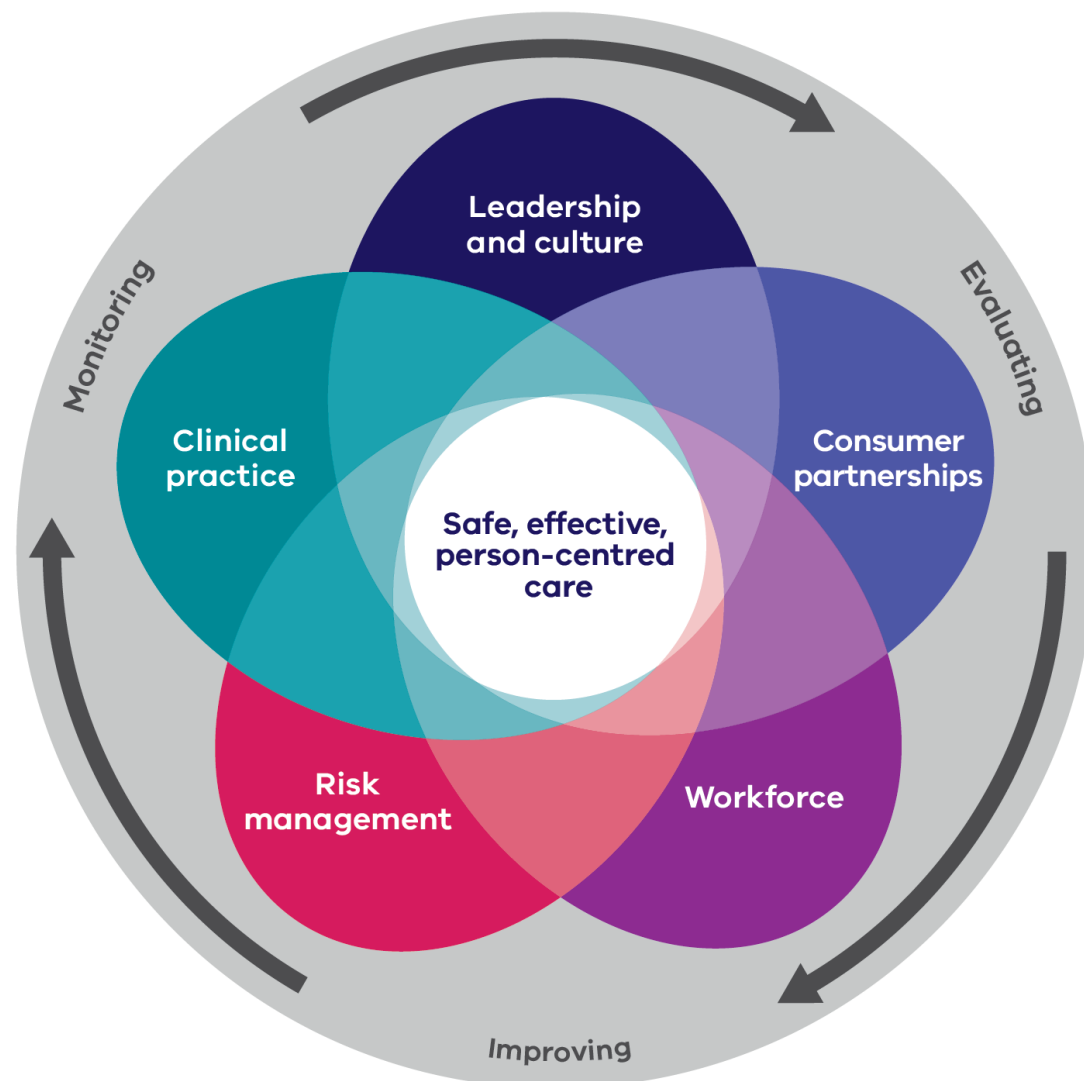 Leadership
and culture
Monitoring
Evaluating
Clinical
practice
Consumer
partnerships
Safe, effective,
person-centred
care
Risk
management
Workforce
Improving